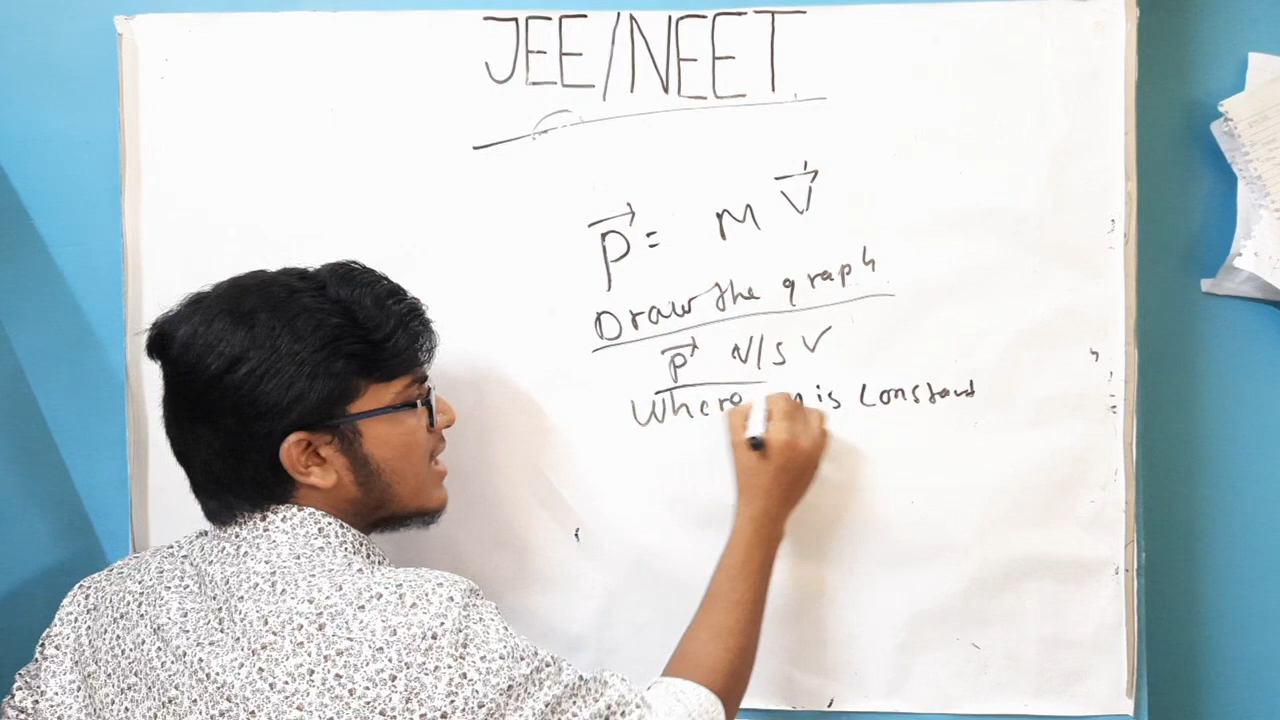 JEE/NEET
p⃗ = m v⃗
Draw the graph
p⃗ V/S V
Where is constant